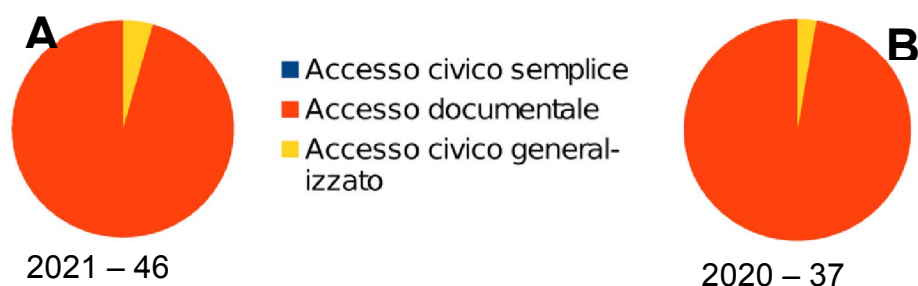 A
B
Accesso civico semplice
Accesso documentale
Accesso civico general-
izzato
2021 – 46
2020 – 37